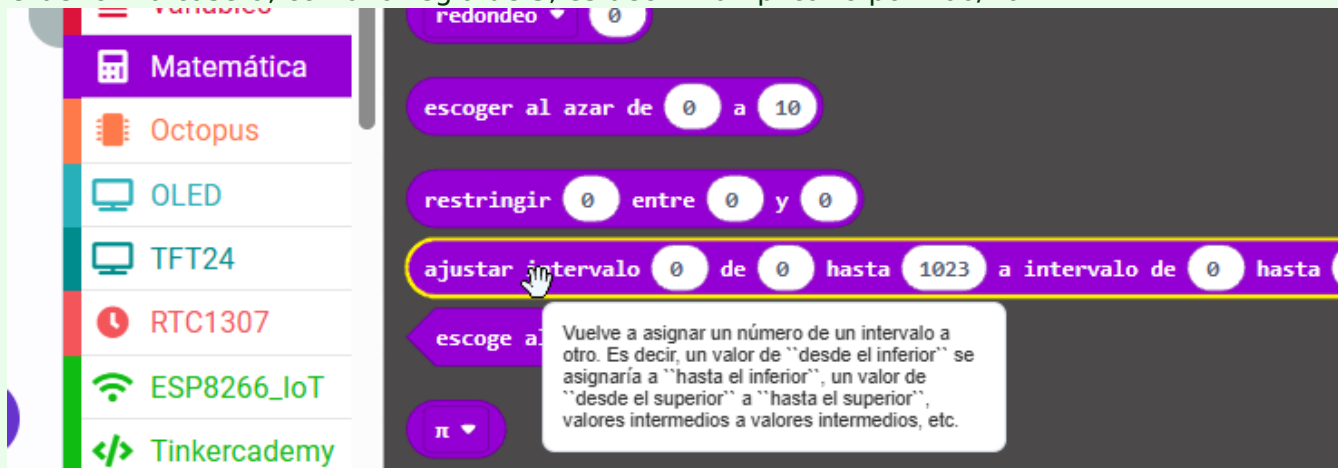 Variables
Matemática
Octopus
OLED
TFT24
RTC1307
ESP8266_IoT
Tinkercademy
redondeo 0
escoger al azar de 0 a 10
restringir 0 entre 0 y 0
ajustar intervalo 0 de 0 hasta 1023 a intervalo de 0 hasta
escoge al
Vuelve a asignar un número de un intervalo a
otro. Es decir, un valor de ``desde el inferior`` se
asignaría a ``hasta el inferior``, un valor de
``desde el superior`` a ``hasta el superior``,
valores intermedios a valores intermedios, etc.
π